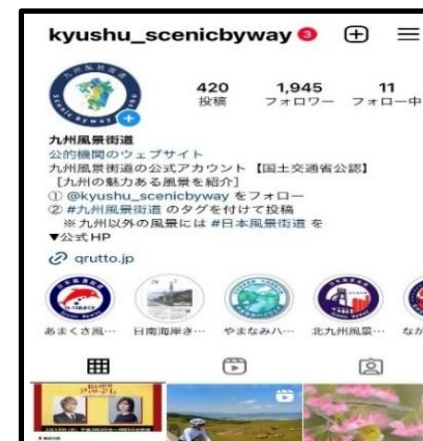 kyushu_scenicbyway 3
420 1,945 11
投稿 フォロワー フォロー中
九州風景街道
公的機関のウェブサイト
九州風景街道の公式アカウント【国土交通省公認】
[九州の魅力ある風景を紹介]
① @kyushu_scenicbyway をフォロー
② #九州風景街道 のタグを付けて投稿
※九州以外の風景には #日本風景街道 を
▼公式HP
qrutto.jp
あまくさ風… 日南海岸き… やまなみハ… 北九州風景… なが